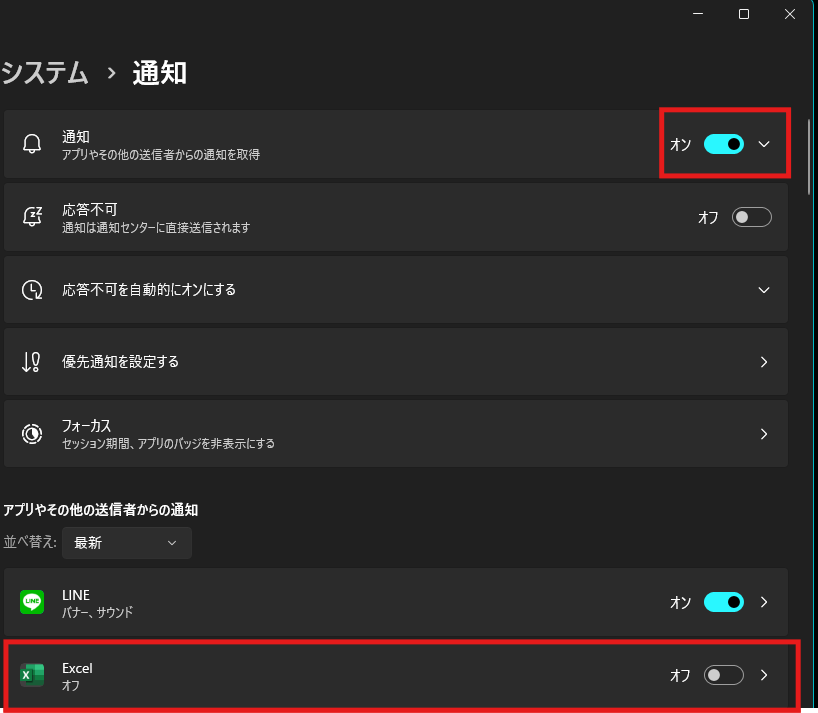 システム > 通知
通知
アプリやその他の送信者からの通知を取得
オン
応答不可
通知は通知センターに直接送信されます
オフ
応答不可を自動的にオンにする
優先通知を設定する
フォーカス
セッション期間、アプリのバッジを非表示にする
アプリやその他の送信者からの通知
並べ替え: 最新
LINE
LINE
バナー、サウンド
オン
X
Excel
オフ
オフ